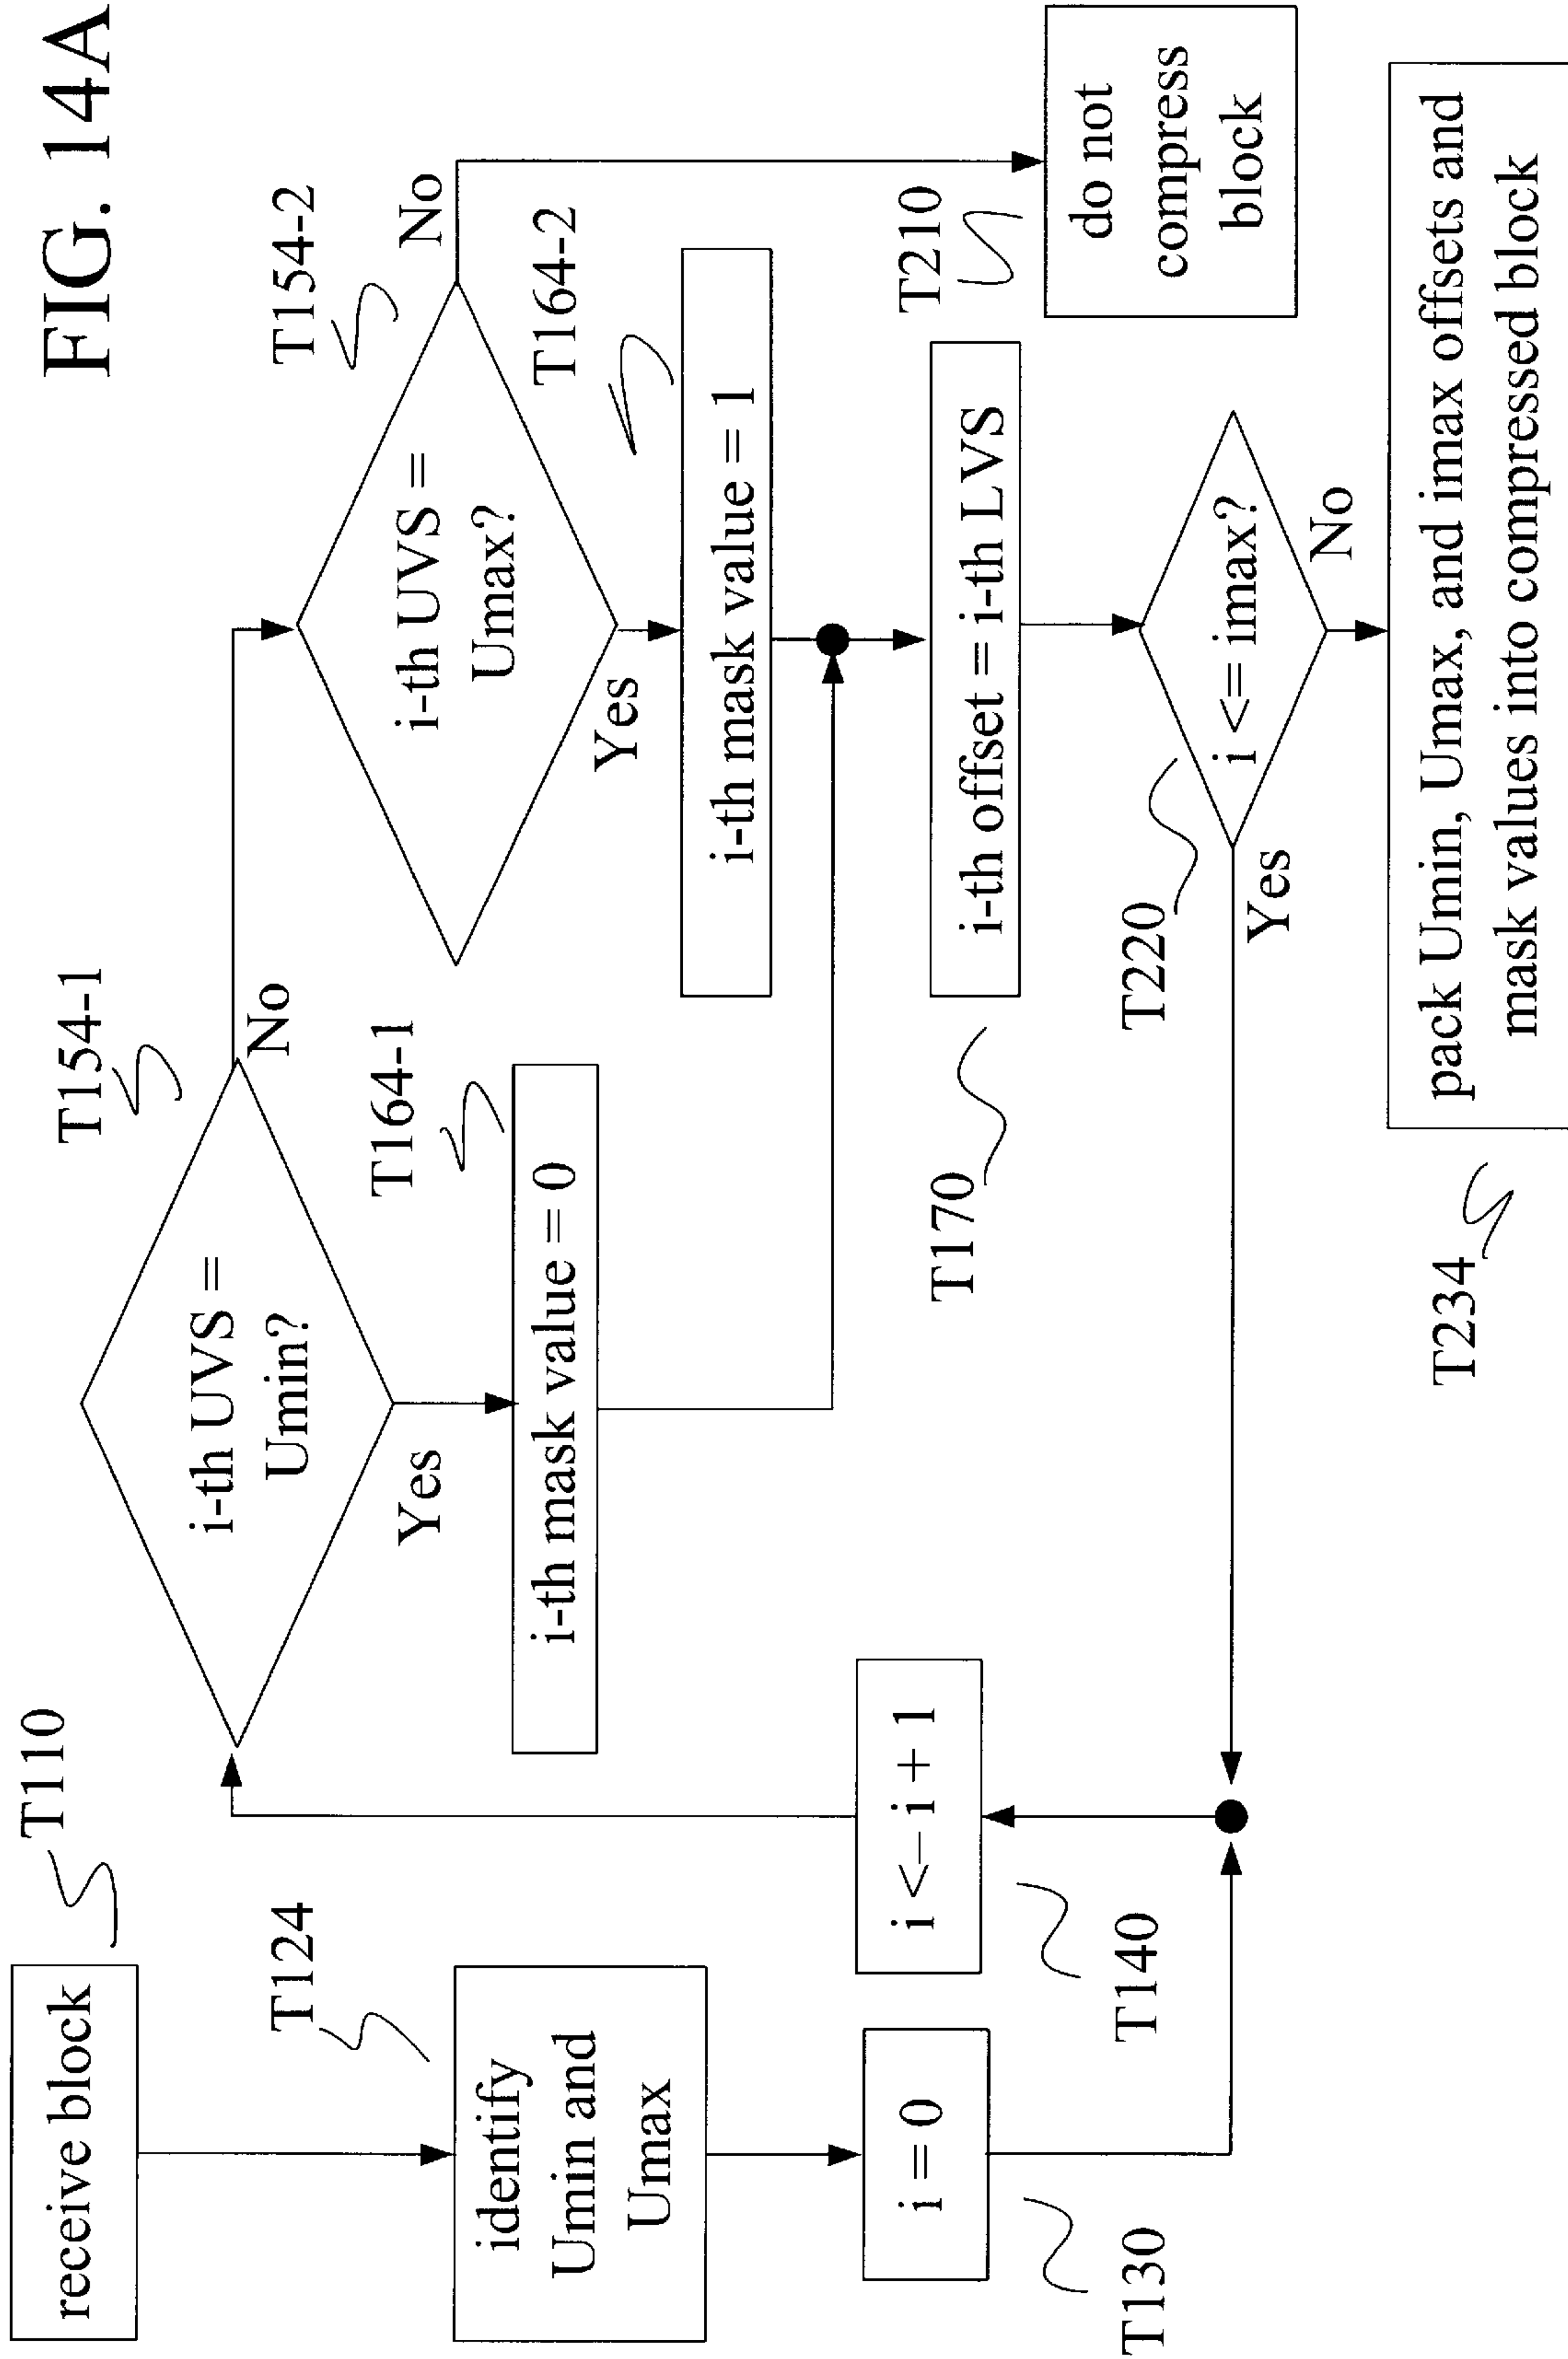 FIG. 14A
receive block
T110
identify
Umin and
Umax
T124
i = 0
T130
i <– i + 1
T140
i-th UVS =
Umin?
T154-1
Yes
No
i-th mask value = 0
T164-1
i-th UVS =
Umax?
T154-2
Yes
No
i-th mask value = 1
T164-2
i-th offset = i-th LVS
T170
do not
compress
block
T210
i <= imax?
T220
Yes
No
pack Umin, Umax, and imax offsets and
mask values into compressed block
T234